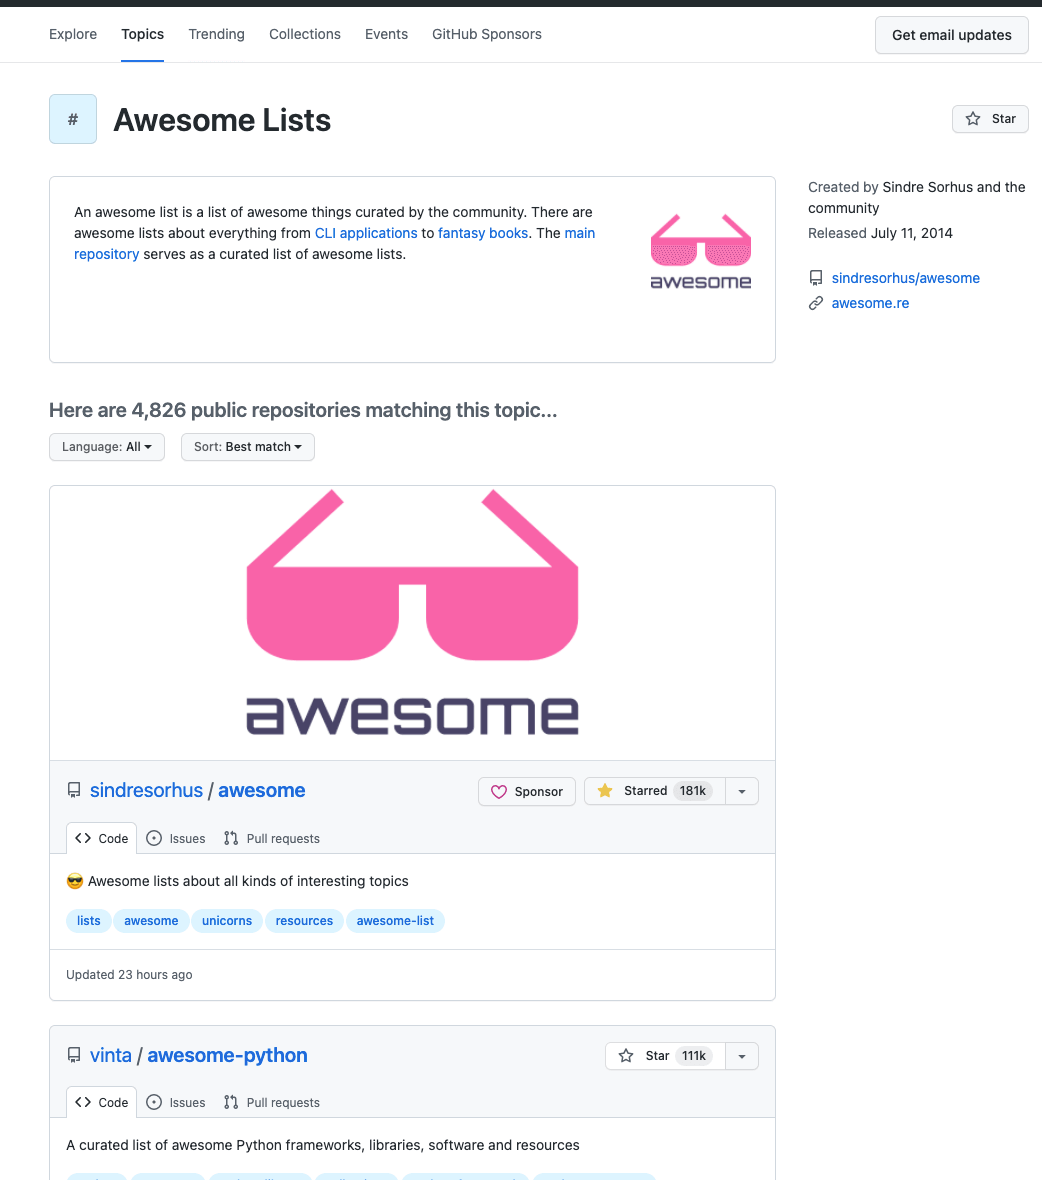 Explore Topics Trending Collections Events GitHub Sponsors Get email updates
# Awesome Lists Star
An awesome list is a list of awesome things curated by the community. There are
awesome lists about everything from CLI applications to fantasy books. The main
repository serves as a curated list of awesome lists.
awesome
Created by Sindre Sorhus and the
community
Released July 11, 2014
sindresorhus/awesome
awesome.re
Here are 4,826 public repositories matching this topic...
Language: All Sort: Best match
awesome
sindresorhus / awesome Sponsor Starred 181k
Code Issues Pull requests
😎 Awesome lists about all kinds of interesting topics
lists awesome unicorns resources awesome-list
Updated 23 hours ago
vinta / awesome-python Star 111k
Code Issues Pull requests
A curated list of awesome Python frameworks, libraries, software and resources